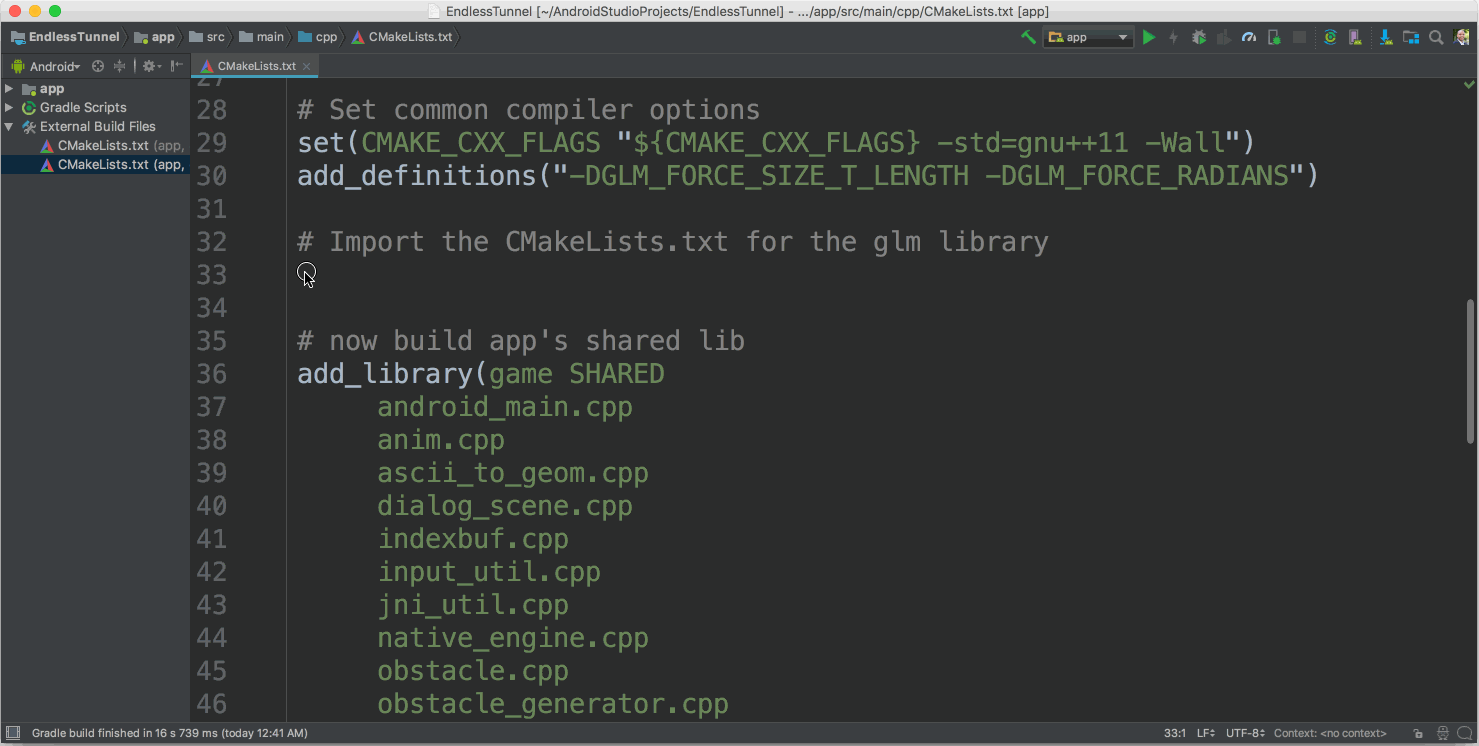 EndlessTunnel [~/AndroidStudioProjects/EndlessTunnel] - .../app/src/main/cpp/CMakeLists.txt [app]
EndlessTunnel app src main cpp CMakeLists.txt app
Android CMakeLists.txt
app
Gradle Scripts
External Build Files
CMakeLists.txt (app,
CMakeLists.txt (app,
27
28 # Set common compiler options
29 set(CMAKE_CXX_FLAGS "${CMAKE_CXX_FLAGS} -std=gnu++11 -Wall")
30 add_definitions("-DGLM_FORCE_SIZE_T_LENGTH -DGLM_FORCE_RADIANS")
31
32 # Import the CMakeLists.txt for the glm library
33
34
35 # now build app's shared lib
36 add_library(game SHARED
37 android_main.cpp
38 anim.cpp
39 ascii_to_geom.cpp
40 dialog_scene.cpp
41 indexbuf.cpp
42 input_util.cpp
43 jni_util.cpp
44 native_engine.cpp
45 obstacle.cpp
46 obstacle_generator.cpp
Gradle build finished in 16 s 739 ms (today 12:41 AM) 33:1 LF UTF-8 Context: <no context>